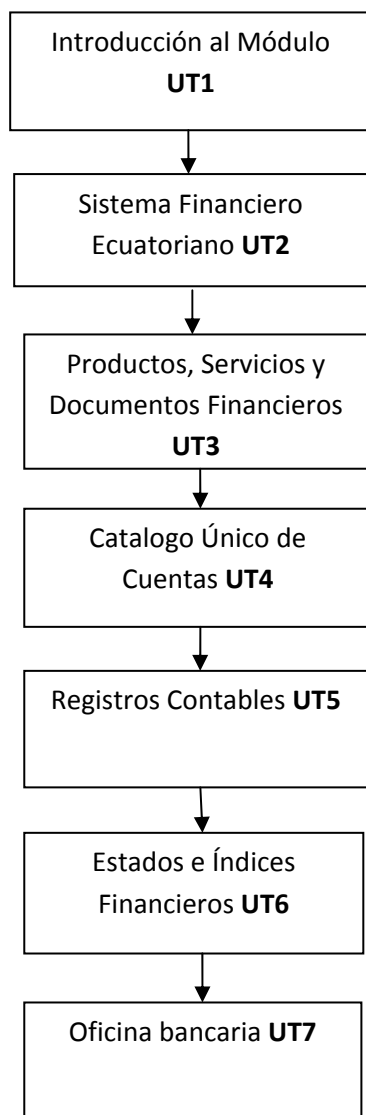 Introducción al Módulo
UT1
Sistema Financiero
Ecuatoriano UT2
Productos, Servicios y
Documentos Financieros
UT3
Catalogo Único de
Cuentas UT4
Registros Contables UT5
Estados e Índices
Financieros UT6
Oficina bancaria UT7